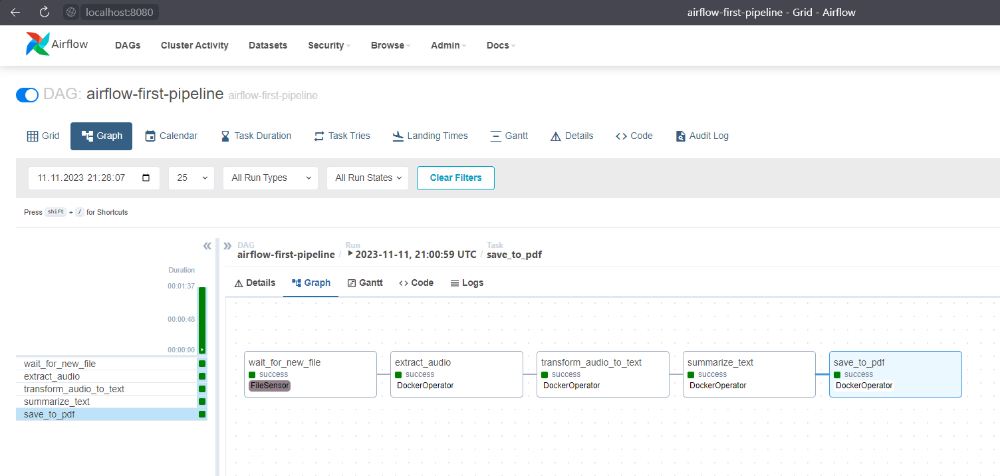 localhost:8080 airflow-first-pipeline - Grid - Airflow
Airflow DAGs Cluster Activity Datasets Security Browse Admin Docs
DAG: airflow-first-pipeline airflow-first-pipeline
Grid Graph Calendar Task Duration Task Tries Landing Times Gantt Details Code Audit Log
11.11.2023 21:28:07 25 All Run Types All Run States Clear Filters
Press shift + / for Shortcuts
DAG Run Task
airflow-first-pipeline / 2023-11-11, 21:00:59 UTC / save_to_pdf
Details Graph Gantt Code Logs
Duration
00:01:37
00:00:48
00:00:00
wait_for_new_file
extract_audio
transform_audio_to_text
summarize_text
save_to_pdf
wait_for_new_file
success
FileSensor
extract_audio
success
DockerOperator
transform_audio_to_text
success
DockerOperator
summarize_text
success
DockerOperator
save_to_pdf
success
DockerOperator